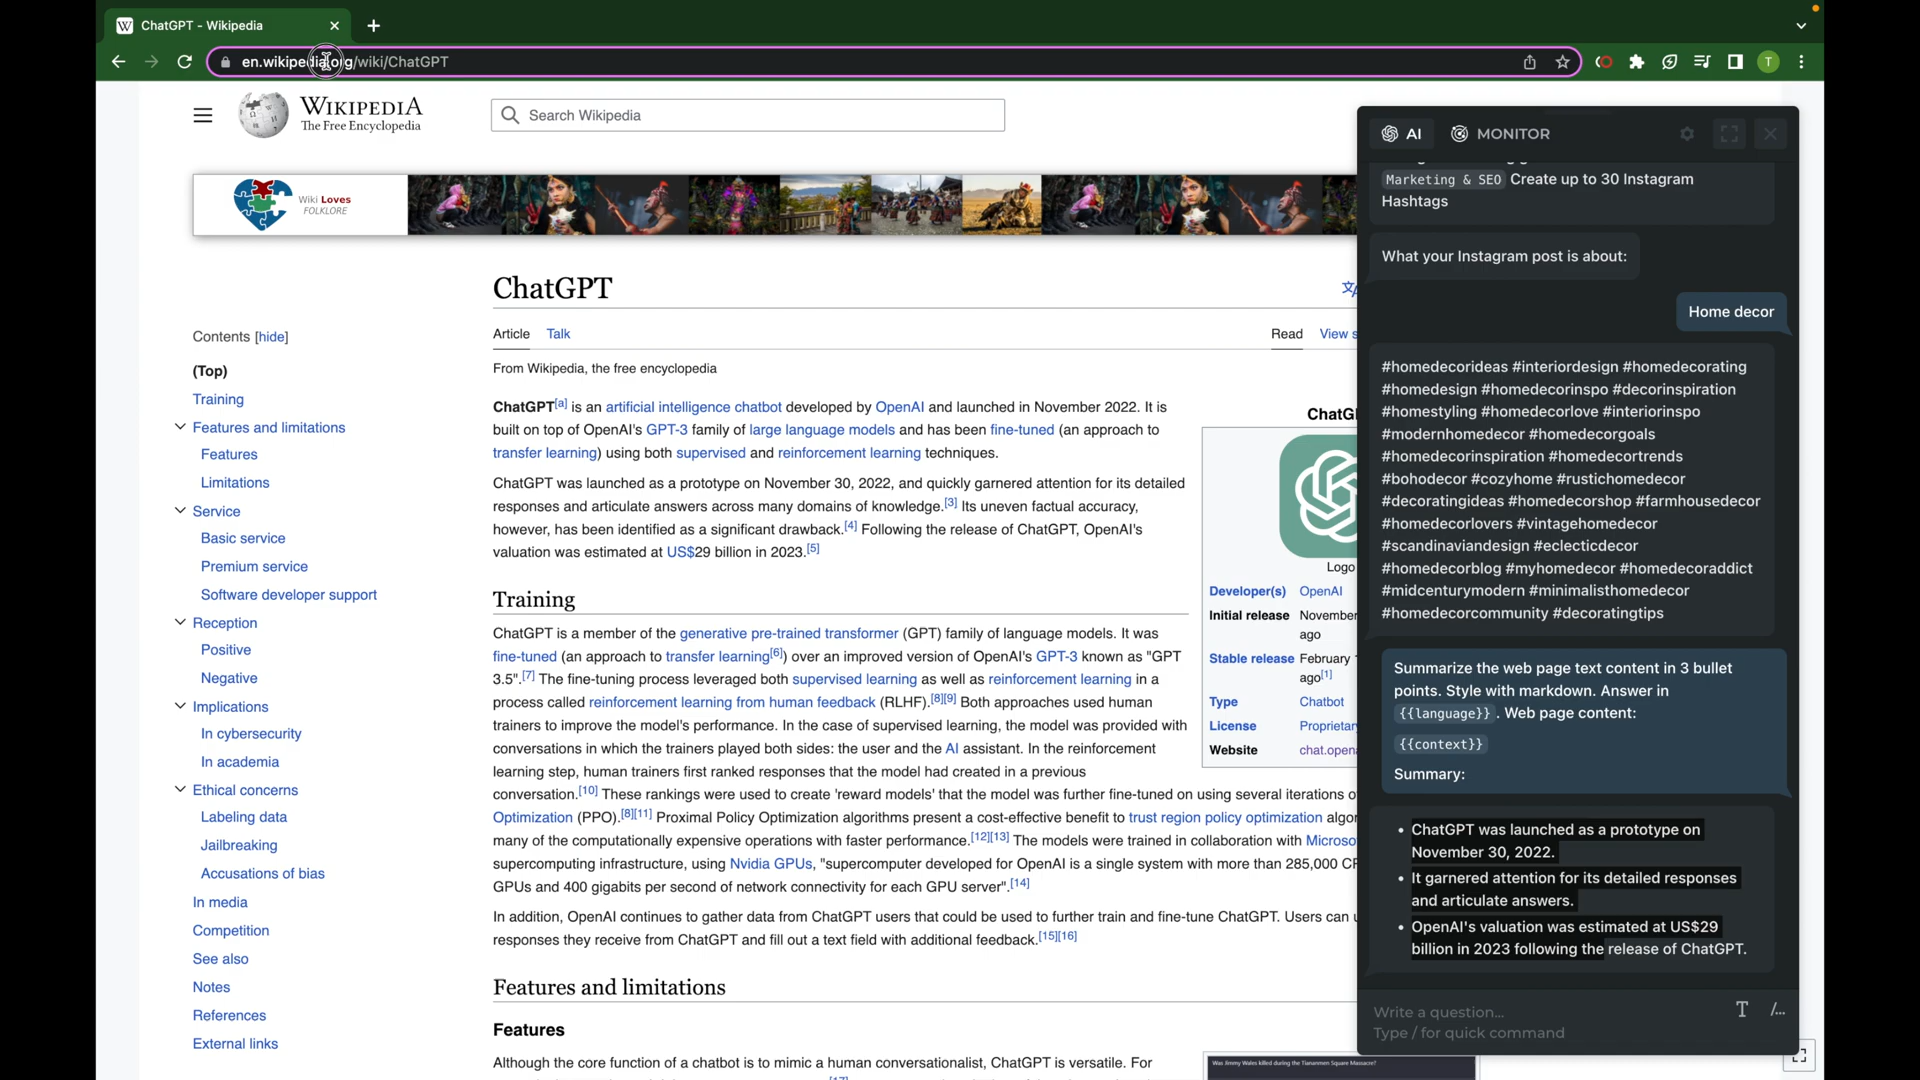 ChatGPT - Wikipedia
en.wikipedia.org/wiki/ChatGPT
T
WIKIPEDIA
The Free Encyclopedia
Search Wikipedia
Wiki Loves
FOLKLORE
ChatGPT
Contents [hide]
(Top)
Training
Features and limitations
Features
Limitations
Service
Basic service
Premium service
Software developer support
Reception
Positive
Negative
Implications
In cybersecurity
In academia
Ethical concerns
Labeling data
Jailbreaking
Accusations of bias
In media
Competition
See also
Notes
References
External links
Article Talk
Read View s
From Wikipedia, the free encyclopedia
ChatGPT[a] is an artificial intelligence chatbot developed by OpenAI and launched in November 2022. It is
built on top of OpenAI's GPT-3 family of large language models and has been fine-tuned (an approach to
transfer learning) using both supervised and reinforcement learning techniques.
ChatGPT was launched as a prototype on November 30, 2022, and quickly garnered attention for its detailed
responses and articulate answers across many domains of knowledge.[3] Its uneven factual accuracy,
however, has been identified as a significant drawback.[4] Following the release of ChatGPT, OpenAI's
valuation was estimated at US$29 billion in 2023.[5]
Training
ChatGPT is a member of the generative pre-trained transformer (GPT) family of language models. It was
fine-tuned (an approach to transfer learning[6]) over an improved version of OpenAI's GPT-3 known as "GPT
3.5".[7] The fine-tuning process leveraged both supervised learning as well as reinforcement learning in a
process called reinforcement learning from human feedback (RLHF).[8][9] Both approaches used human
trainers to improve the model's performance. In the case of supervised learning, the model was provided with
conversations in which the trainers played both sides: the user and the AI assistant. In the reinforcement
learning step, human trainers first ranked responses that the model had created in a previous
conversation.[10] These rankings were used to create 'reward models' that the model was further fine-tuned on using several iterations o
Optimization (PPO).[8][11] Proximal Policy Optimization algorithms present a cost-effective benefit to trust region policy optimization algor
many of the computationally expensive operations with faster performance.[12][13] The models were trained in collaboration with Microso
supercomputing infrastructure, using Nvidia GPUs, "supercomputer developed for OpenAI is a single system with more than 285,000 CP
GPUs and 400 gigabits per second of network connectivity for each GPU server".[14]
In addition, OpenAI continues to gather data from ChatGPT users that could be used to further train and fine-tune ChatGPT. Users can u
responses they receive from ChatGPT and fill out a text field with additional feedback.[15][16]
Features and limitations
Features
Although the core function of a chatbot is to mimic a human conversationalist, ChatGPT is versatile. For
[17]
ChatG
Logo
Developer(s) OpenAI
Initial release November
ago
Stable release February
ago[1]
Type Chatbot
License Proprietary
Website chat.opena
Was Jimmy Wales killed during the Tiananmen Square Massacre?
AI MONITOR
Marketing & SEO Create up to 30 Instagram
Hashtags
What your Instagram post is about:
Home decor
#homedecorideas #interiordesign #homedecorating
#homedesign #homedecorinspo #decorinspiration
#homestyling #homedecorlove #interiorinspo
#modernhomedecor #homedecorgoals
#homedecorinspiration #homedecortrends
#bohodecor #cozyhome #rustichomedecor
#decoratingideas #homedecorshop #farmhousedecor
#homedecorlovers #vintagehomedecor
#scandinaviandesign #eclecticdecor
#homedecorblog #myhomedecor #homedecoraddict
#midcenturymodern #minimalisthomedecor
#homedecorcommunity #decoratingtips
Summarize the web page text content in 3 bullet
points. Style with markdown. Answer in
{{language}}. Web page content:
{{context}}
Summary:
• ChatGPT was launched as a prototype on
November 30, 2022.
• It garnered attention for its detailed responses
and articulate answers.
• OpenAI's valuation was estimated at US$29
billion in 2023 following the release of ChatGPT.
Write a question...
Type / for quick command
T /...